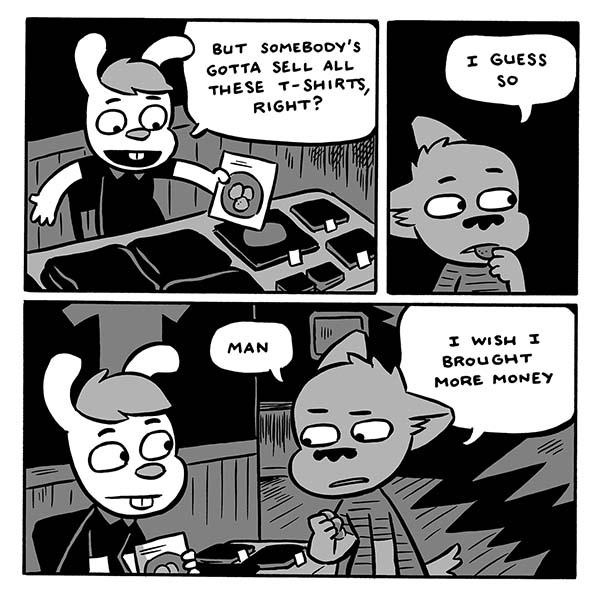 BUT SOMEBODY'S
GOTTA SELL ALL
THESE T-SHIRTS,
RIGHT?
I GUESS
SO
MAN
I WISH I
BROUGHT
MORE MONEY